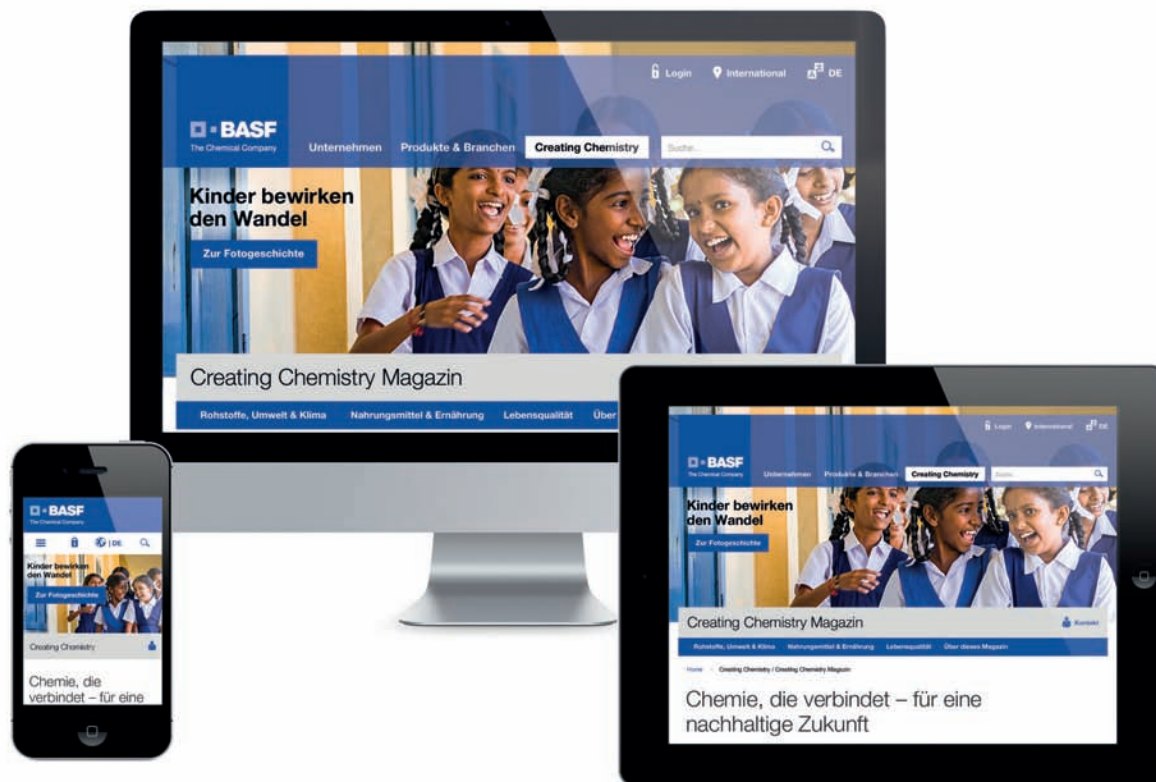 Login
International
DE
BASF
The Chemical Company
Unternehmen
Produkte & Branchen
Creating Chemistry
Suche...
Kinder bewirken
den Wandel
Zur Fotogeschichte
Creating Chemistry Magazin
Rohstoffe, Umwelt & Klima
Nahrungsmittel & Ernährung
Lebensqualität
Über
BASF
The Chemical Company
| DE
Kinder bewirken
den Wandel
Zur Fotogeschichte
Creating Chemistry
Chemie, die
verbindet – für eine
Login
International
DE
BASF
The Chemical Company
Unternehmen
Produkte & Branchen
Creating Chemistry
Suche...
Kinder bewirken
den Wandel
Zur Fotogeschichte
Creating Chemistry Magazin
Kontakt
Rohstoffe, Umwelt & Klima
Nahrungsmittel & Ernährung
Lebensqualität
Über dieses Magazin
Home
Creating Chemistry / Creating Chemistry Magazin
Chemie, die verbindet – für eine
nachhaltige Zukunft